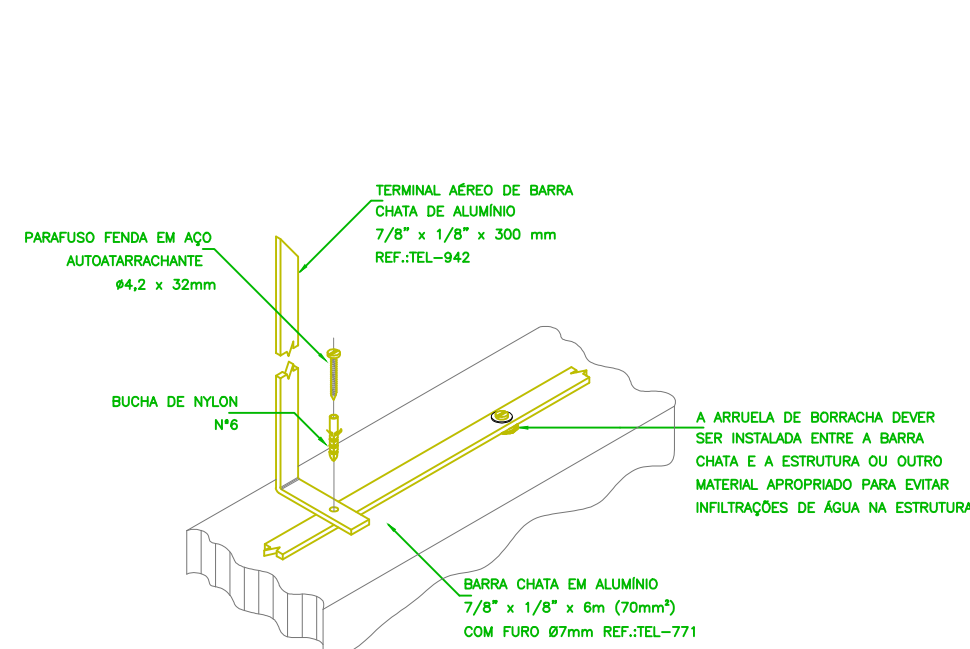 TERMINAL AÉREO DE BARRA
CHATA DE ALUMÍNIO
7/8" x 1/8" x 300 mm
REF.:TEL-942
PARAFUSO FENDA EM AÇO
AUTOATARRACHANTE
ø4,2 x 32mm
BUCHA DE NYLON
N°6
A ARRUELA DE BORRACHA DEVER
SER INSTALADA ENTRE A BARRA
CHATA E A ESTRUTURA OU OUTRO
MATERIAL APROPRIADO PARA EVITAR
INFILTRAÇÕES DE ÁGUA NA ESTRUTURA
BARRA CHATA EM ALUMÍNIO
7/8" x 1/8" x 6m (70mm²)
COM FURO Ø7mm REF.:TEL-771